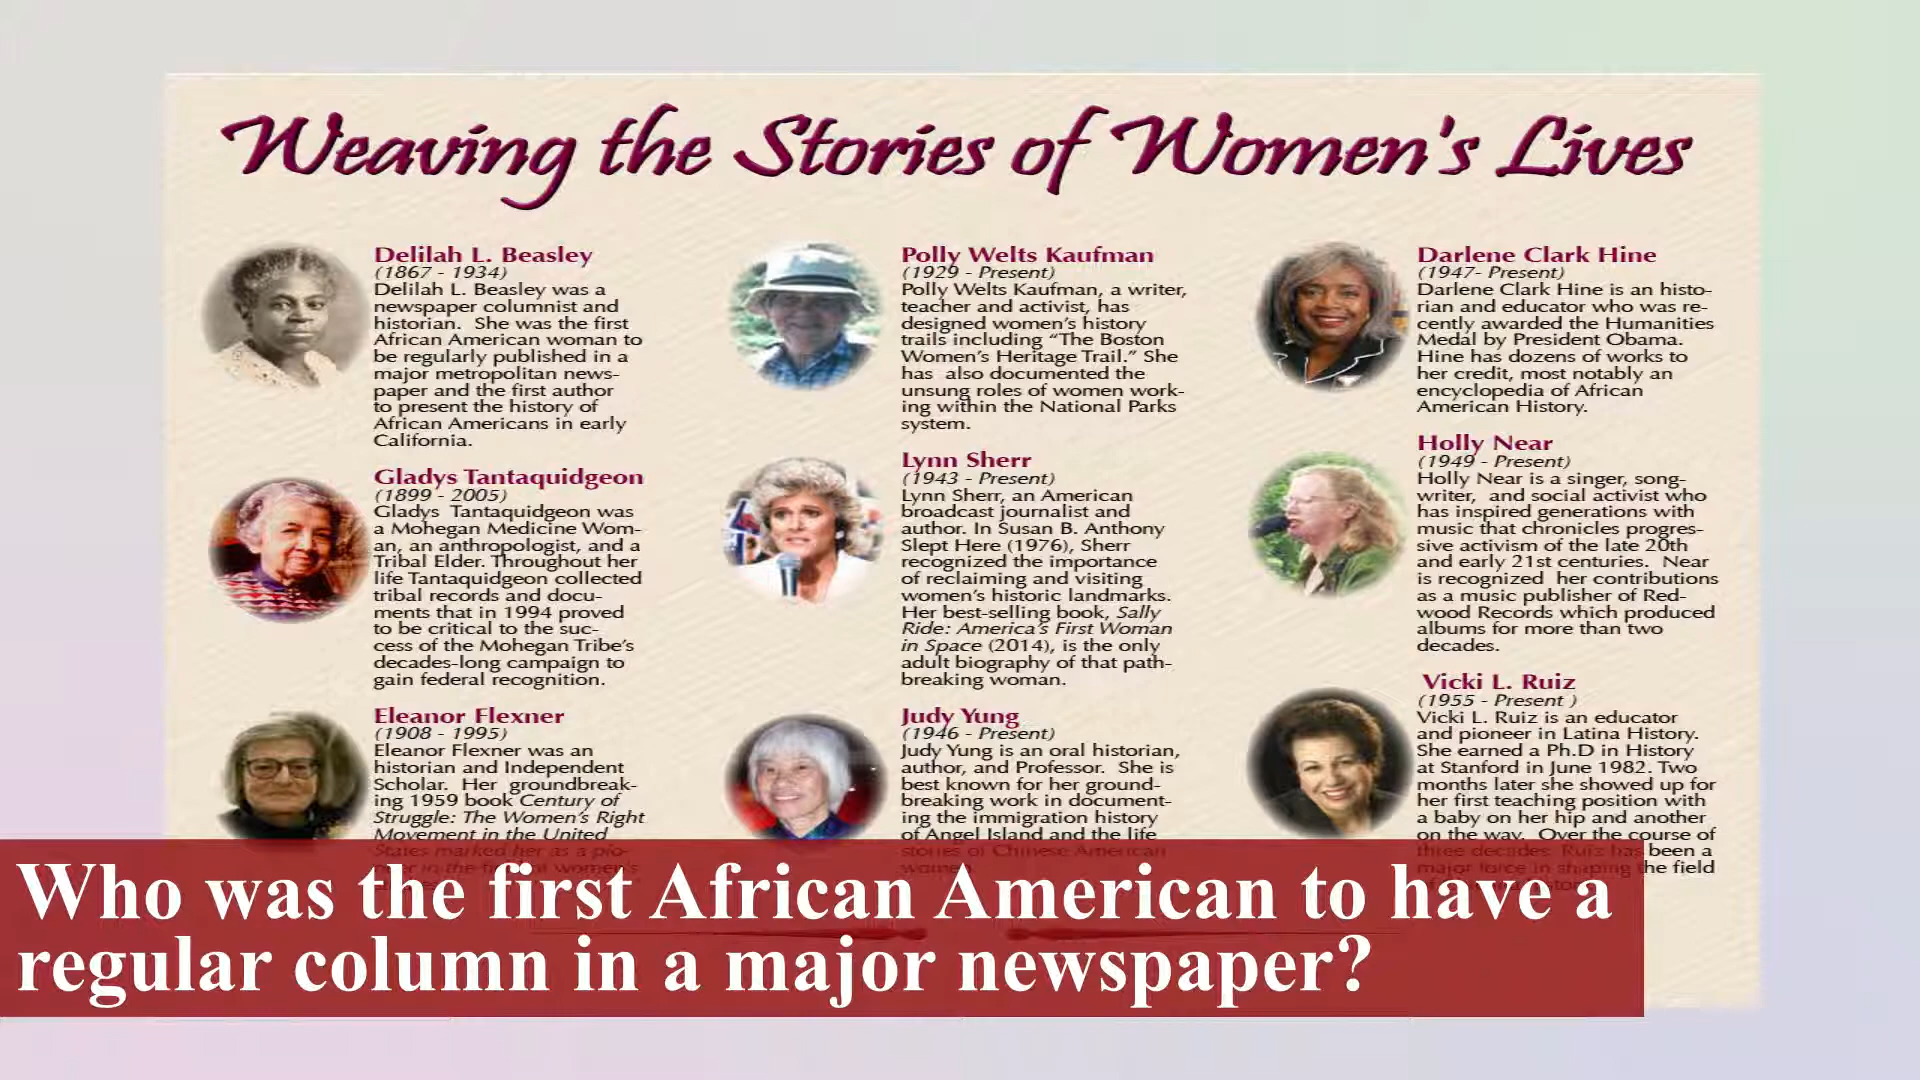 Weaving the Stories of Women's Lives
Delilah L. Beasley
(1867 - 1934)
Delilah L. Beasley was a
newspaper columnist and
historian. She was the first
African American woman to
be regularly published in a
major metropolitan news-
paper and the first author
to present the history of
African Americans in early
California.
Gladys Tantaquidgeon
(1899 - 2005)
Gladys Tantaquidgeon was
a Mohegan Medicine Wom-
an, an anthropologist, and a
Tribal Elder. Throughout her
life Tantaquidgeon collected
tribal records and docu-
ments that in 1994 proved
to be critical to the suc-
cess of the Mohegan Tribe's
decades-long campaign to
gain federal recognition.
Eleanor Flexner
(1908 - 1995)
Eleanor Flexner was an
historian and Independent
Scholar. Her groundbreak-
ing 1959 book Century of
Struggle: The Women's Right
Movement in the United
States marked her as a pio-
Polly Welts Kaufman
(1929 - Present)
Polly Welts Kaufman, a writer,
teacher and activist, has
designed women's history
trails including "The Boston
Women's Heritage Trail." She
has also documented the
unsung roles of women work-
ing within the National Parks
system.
Lynn Sherr
(1943 - Present)
Lynn Sherr, an American
broadcast journalist and
author. In Susan B. Anthony
Slept Here (1976), Sherr
recognized the importance
of reclaiming and visiting
women's historic landmarks.
Her best-selling book, Sally
Ride: America's First Woman
in Space (2014), is the only
adult biography of that path-
breaking woman.
Judy Yung
(1946 - Present)
Judy Yung is an oral historian,
author, and Professor. She is
best known for her ground-
breaking work in document-
ing the immigration history
of Angel Island and the life
stories of Chinese American
women.
Darlene Clark Hine
(1947- Present)
Darlene Clark Hine is an histo-
rian and educator who was re-
cently awarded the Humanities
Medal by President Obama.
Hine has dozens of works to
her credit, most notably an
encyclopedia of African
American History.
Holly Near
(1949 - Present)
Holly Near is a singer, song-
writer, and social activist who
has inspired generations with
music that chronicles progres-
sive activism of the late 20th
and early 21st centuries. Near
is recognized her contributions
as a music publisher of Red-
wood Records which produced
albums for more than two
decades.
Vicki L. Ruiz
(1955 - Present )
Vicki L. Ruiz is an educator
and pioneer in Latina History.
She earned a Ph.D in History
at Stanford in June 1982. Two
months later she showed up for
her first teaching position with
a baby on her hip and another
on the way. Over the course of
three decades Ruiz has been a
major force in shaping the field
Who was the first African American to have a
regular column in a major newspaper?